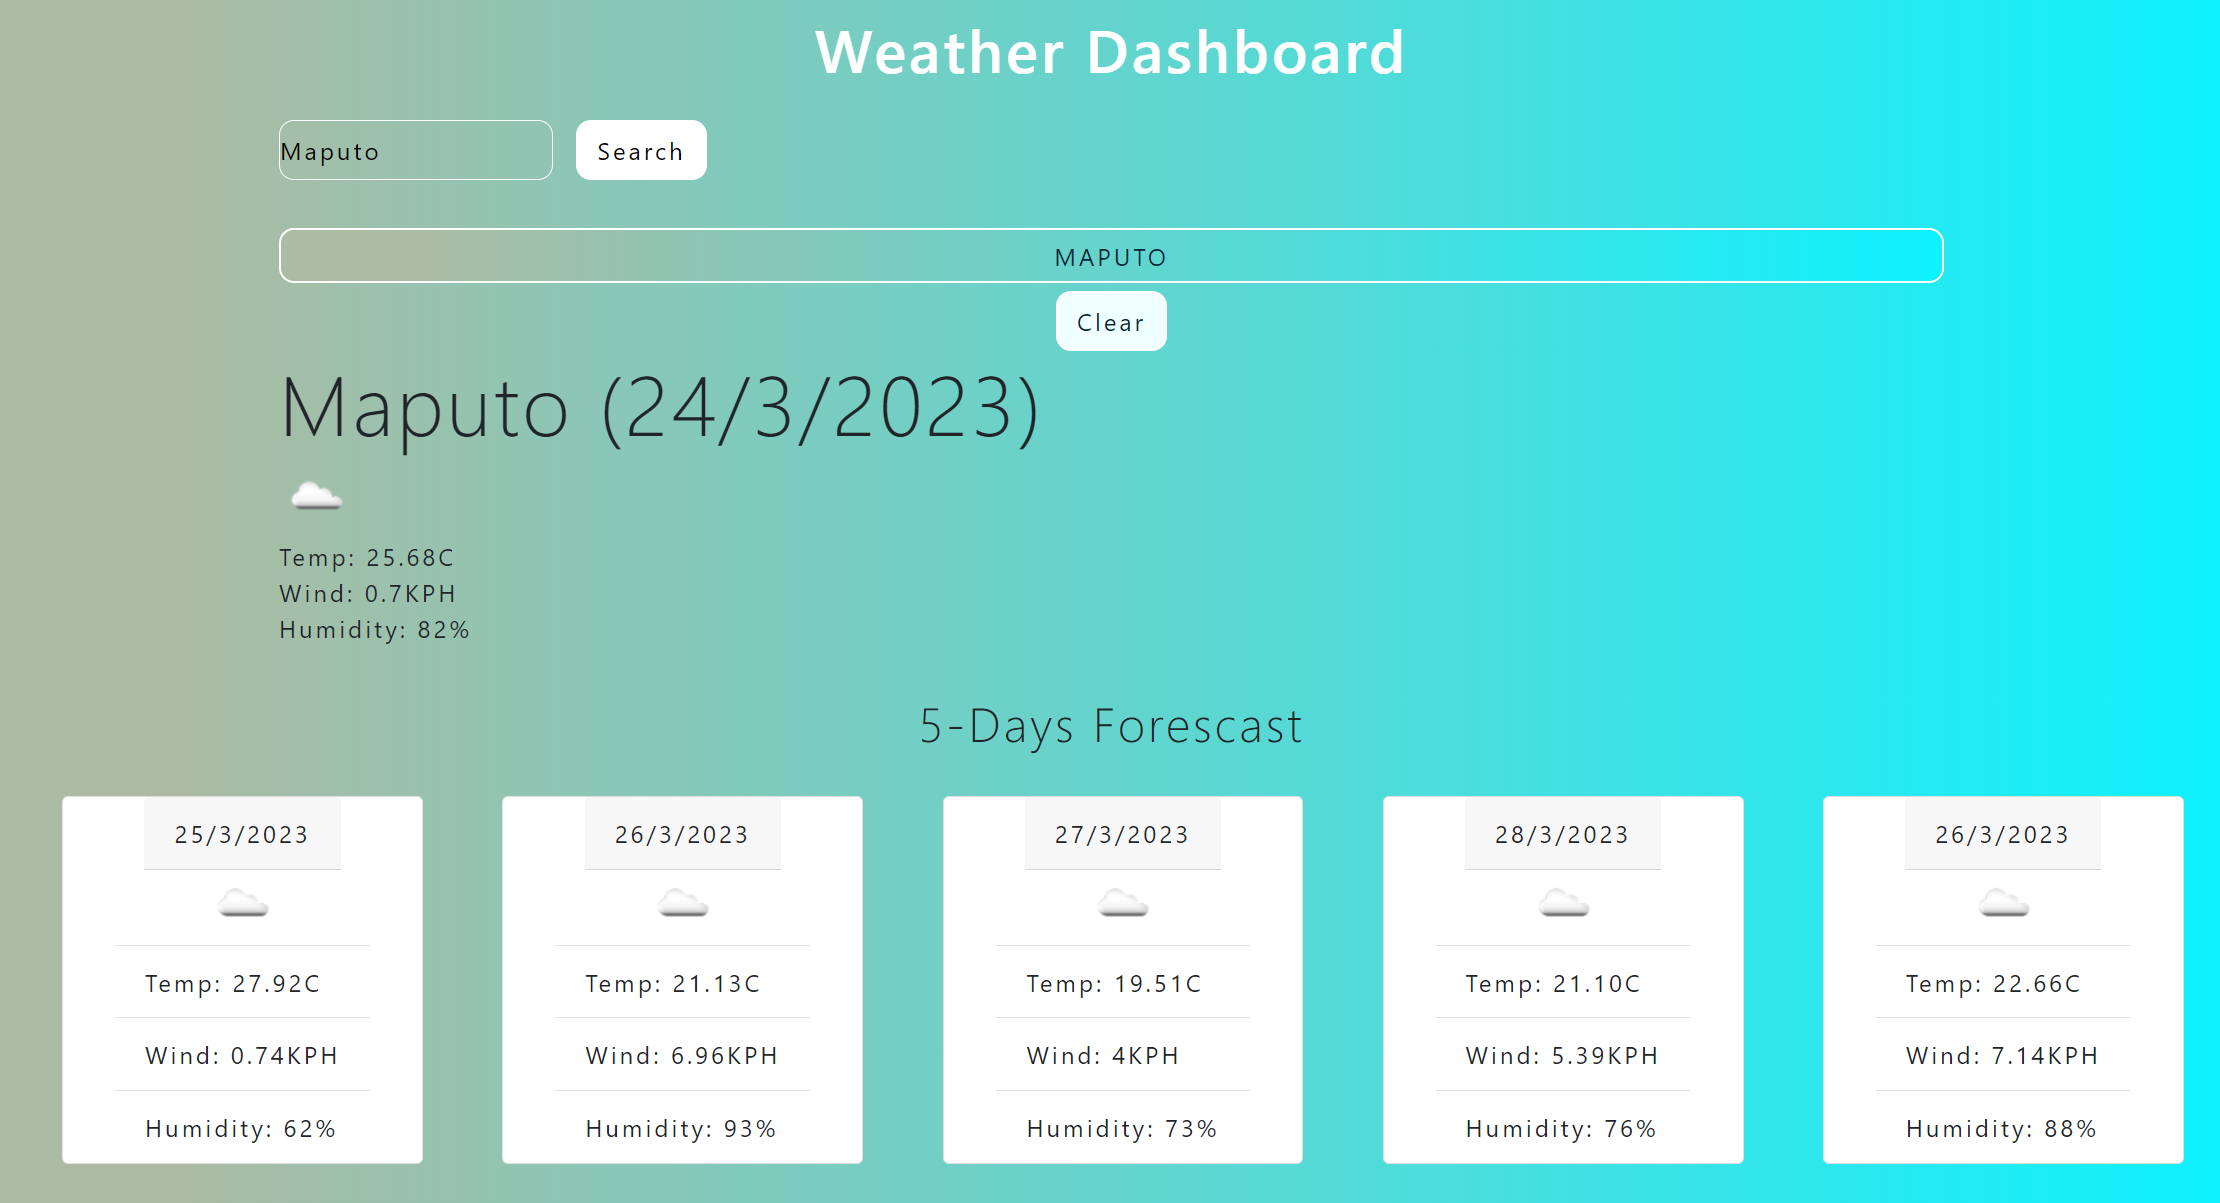 Weather Dashboard
Maputo
Search
MAPUTO
Clear
Maputo (24/3/2023)
Temp: 25.68C
Wind: 0.7KPH
Humidity: 82%
5-Days Forescast
25/3/2023
Temp: 27.92C
Wind: 0.74KPH
Humidity: 62%
26/3/2023
Temp: 21.13C
Wind: 6.96KPH
Humidity: 93%
27/3/2023
Temp: 19.51C
Wind: 4KPH
Humidity: 73%
28/3/2023
Temp: 21.10C
Wind: 5.39KPH
Humidity: 76%
26/3/2023
Temp: 22.66C
Wind: 7.14KPH
Humidity: 88%